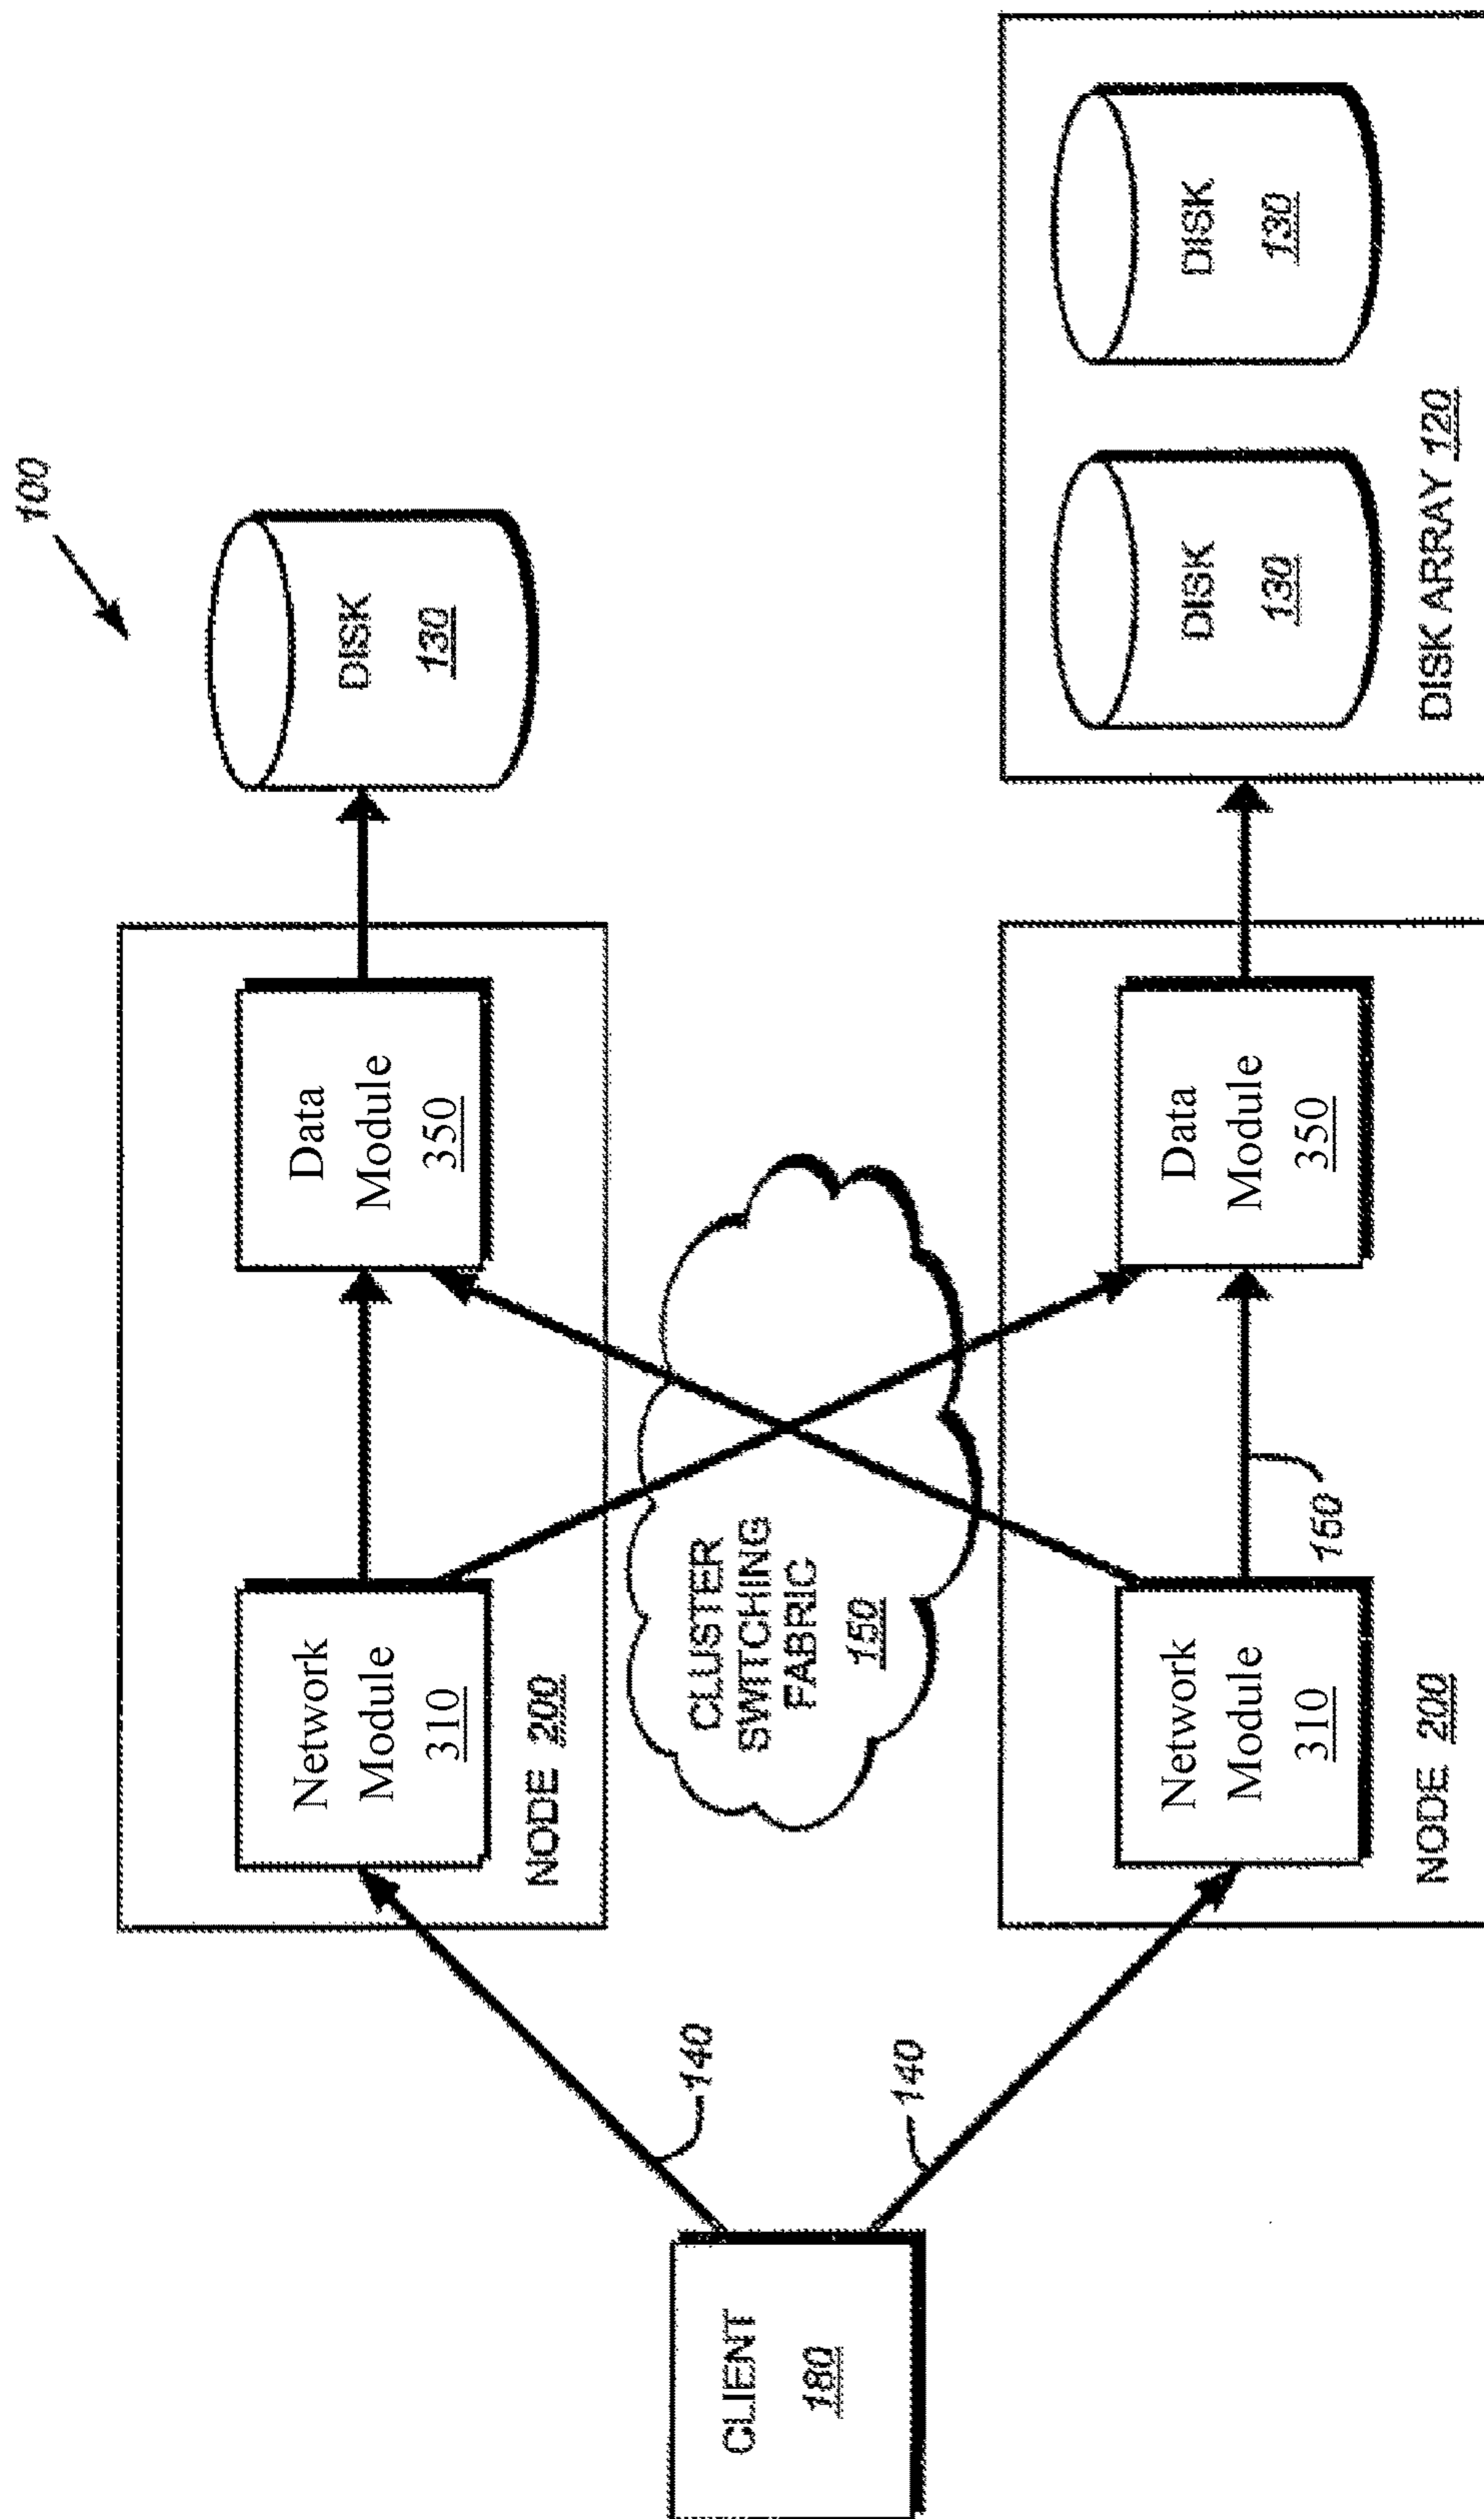 100
Network
Module
310
Data
Module
350
DISK
130
NODE 200
140
CLIENT
180
CLUSTER
SWITCHING
FABRIC
150
140
Network
Module
310
160
Data
Module
350
DISK
130
DISK
130
NODE 200
DISK ARRAY 120